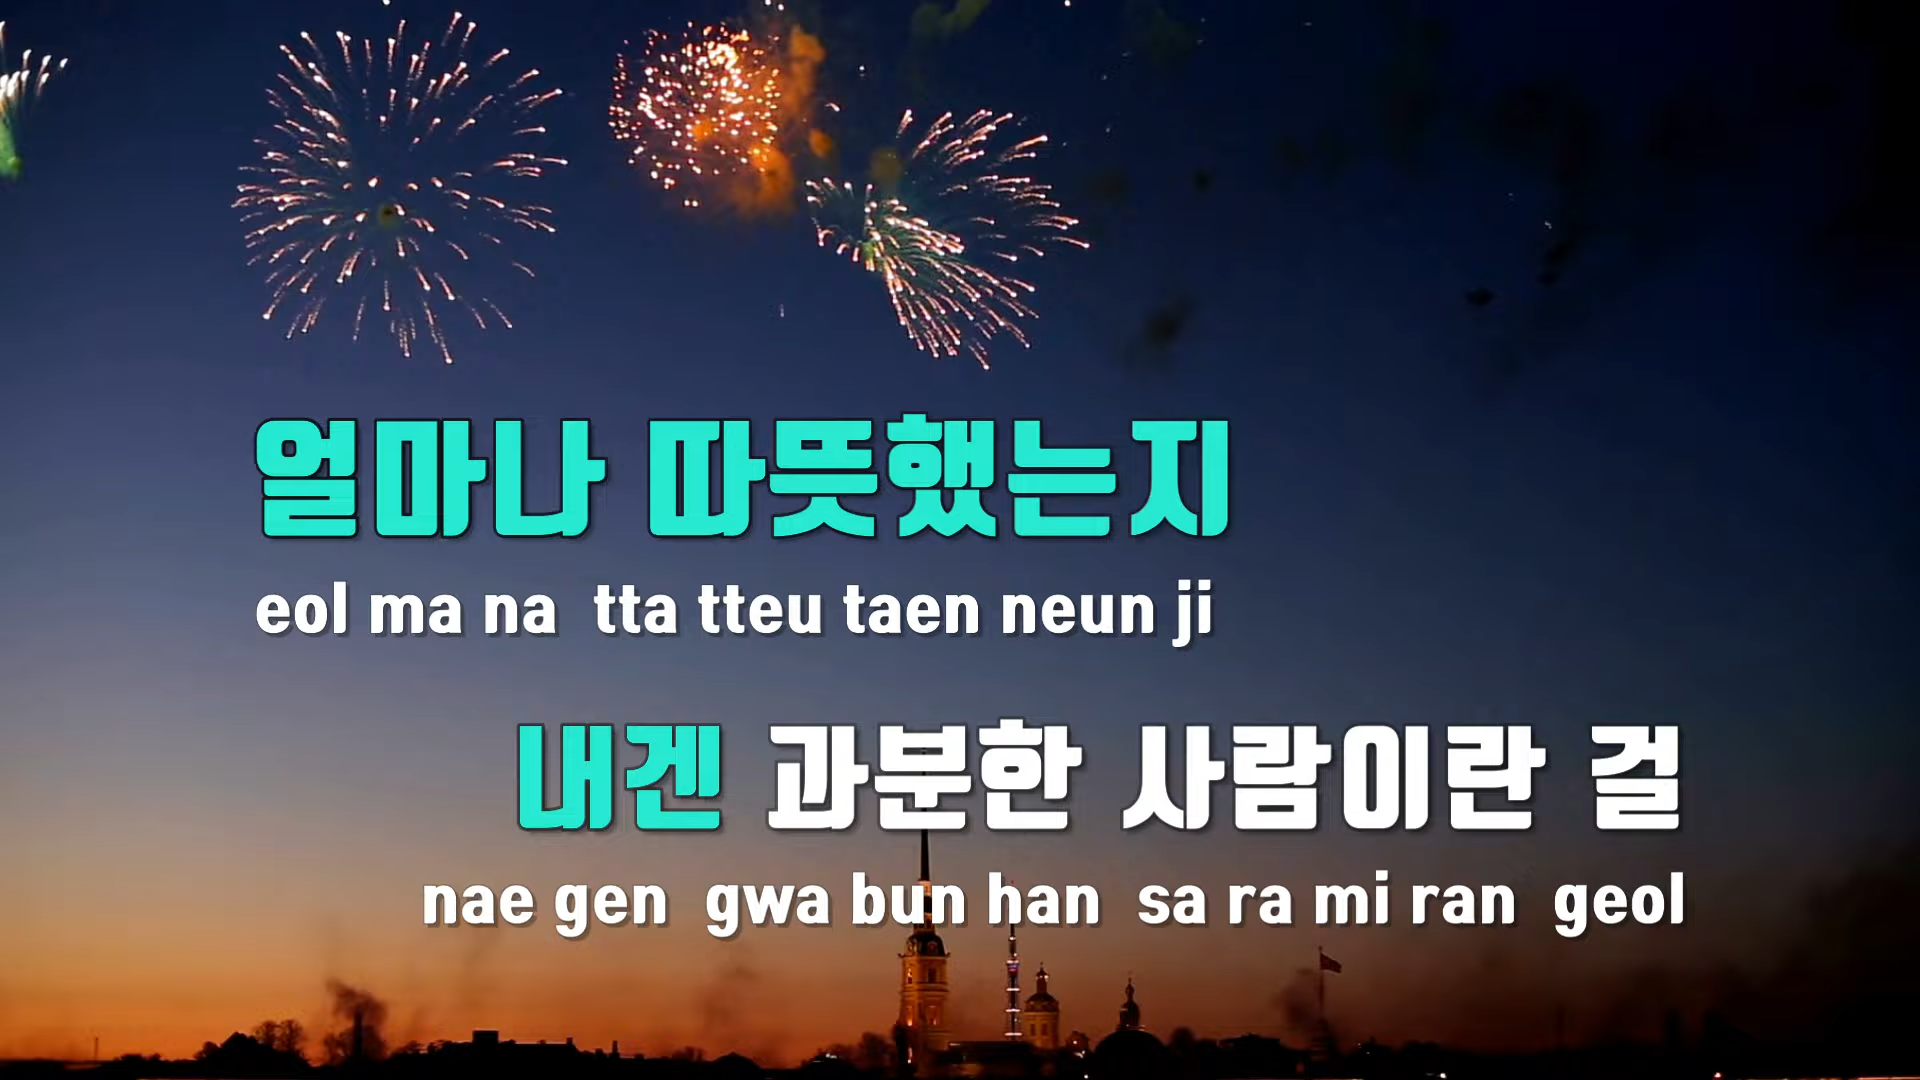 얼마나 따뜻했는지
eol ma na tta tteu taen neun ji
내겐 과분한 사람이란 걸
nae gen gwa bun han sa ra mi ran geol